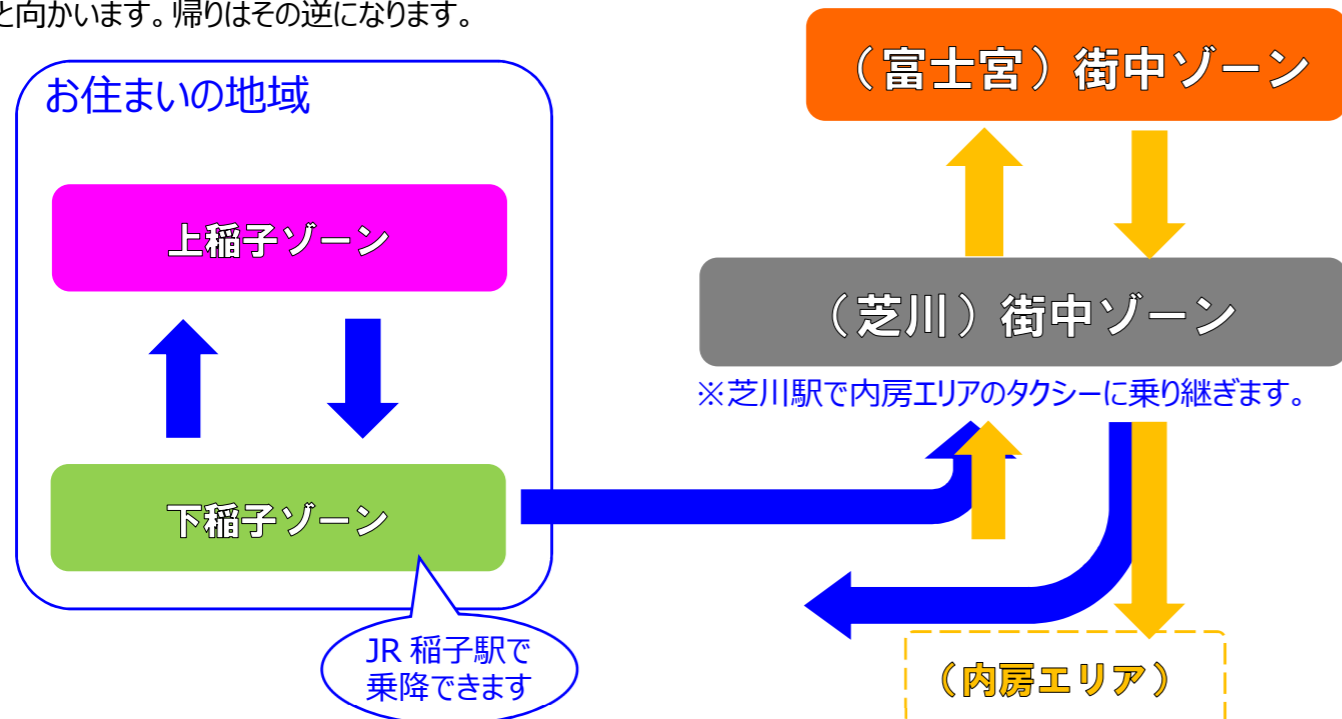 と向かいます。帰りはその逆になります。
お住まいの地域
上稲子ゾーン
下稲子ゾーン
JR 稲子駅で
乗降できます
（富士宮）街中ゾーン
（芝川）街中ゾーン
※芝川駅で内房エリアのタクシーに乗り継ぎます。
（内房エリア）